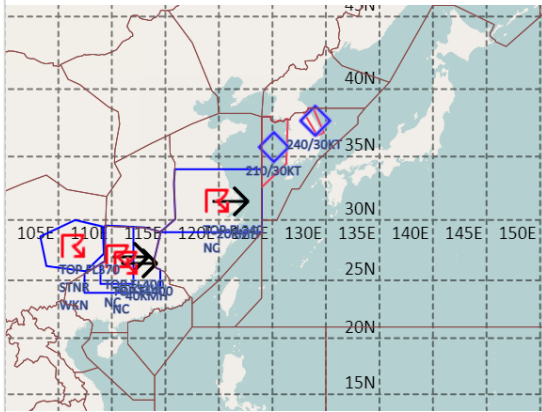 45N
40N
35N
240/30KT
210/30KT
30N
105E 110E 115E 120E 125E 130E 135E 140E 145E 150E
NC
TOP FL370
STNR
WKN
25N
NC
40KMH
NC
20N
15N